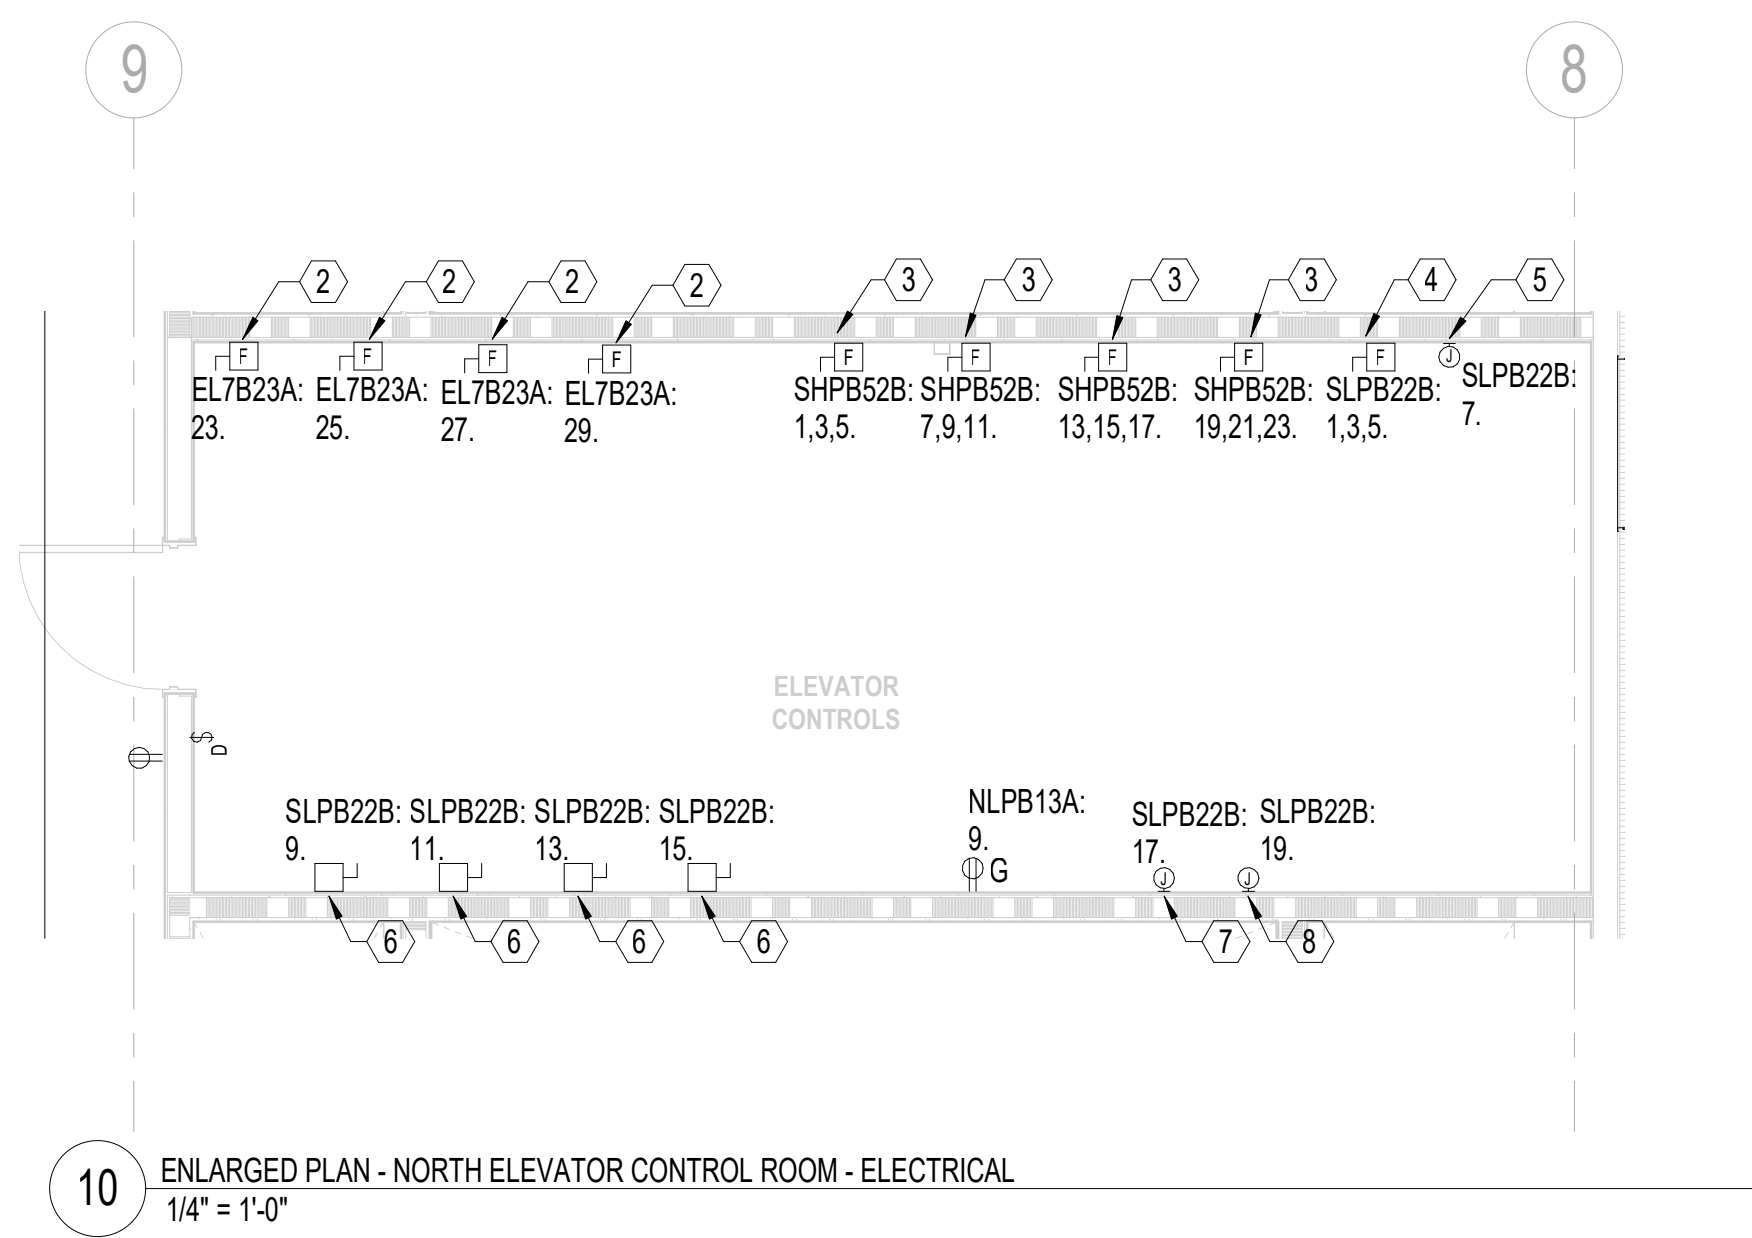 9
8
2
2
2
2
3
3
3
3
4
5
F
F
F
F
F
F
F
F
F
J
EL7B23A:
23.
EL7B23A:
25.
EL7B23A:
27.
EL7B23A:
29.
SHPB52B:
1,3,5.
SHPB52B:
7,9,11.
SHPB52B:
13,15,17.
SHPB52B:
19,21,23.
SLPB22B:
1,3,5.
SLPB22B:
7.
ELEVATOR
CONTROLS
$
D
SLPB22B:
9.
SLPB22B:
11.
SLPB22B:
13.
SLPB22B:
15.
NLPB13A:
9.
G
SLPB22B:
17.
J
SLPB22B:
19.
J
6
6
6
6
7
8
10
ENLARGED PLAN - NORTH ELEVATOR CONTROL ROOM - ELECTRICAL
1/4" = 1'-0"